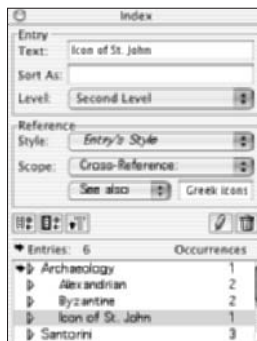 Index
Entry
Text: Icon of St. John
Sort As:
Level: Second Level
Reference
Style: Entry's Style
Scope: Cross-Reference:
See also Greek icons
Entries: 6 Occurrences
Archaeology 1
Alexandrian 2
Byzantine 2
Icon of St. John 1
Santorini 3